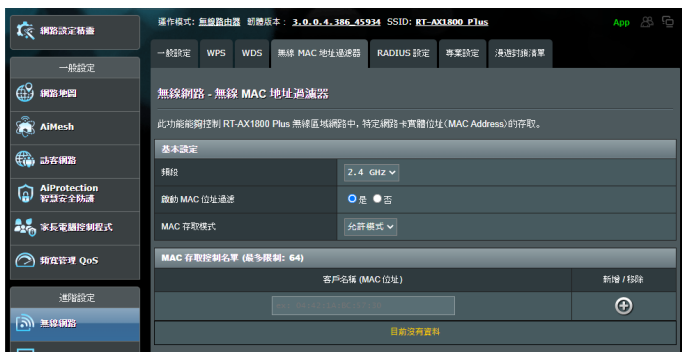 網路設定精靈
一般設定
網路地圖
AiMesh
訪客網路
AiProtection
智慧安全防護
家長電腦控制程式
頻寬管理 QoS
進階設定
無線網路
運作模式: 無線路由器 韌體版本: 3.0.0.4.386_45934 SSID: RT-AX1800_Plus
App
一般設定 WPS WDS 無線 MAC 地址過濾器 RADIUS 設定 專業設定 漫遊封鎖清單
無線網路 - 無線 MAC 地址過濾器
此功能能夠控制 RT-AX1800 Plus 無線區域網路中, 特定網路卡實體位址(MAC Address)的存取。
基本設定
頻段 2.4 GHz
啟動 MAC 位址過濾 是 否
MAC 存取模式 允許模式
MAC 存取控制名單 (最多限制: 64)
客戶名稱 (MAC 位址) 新增 / 移除
目前沒有資料